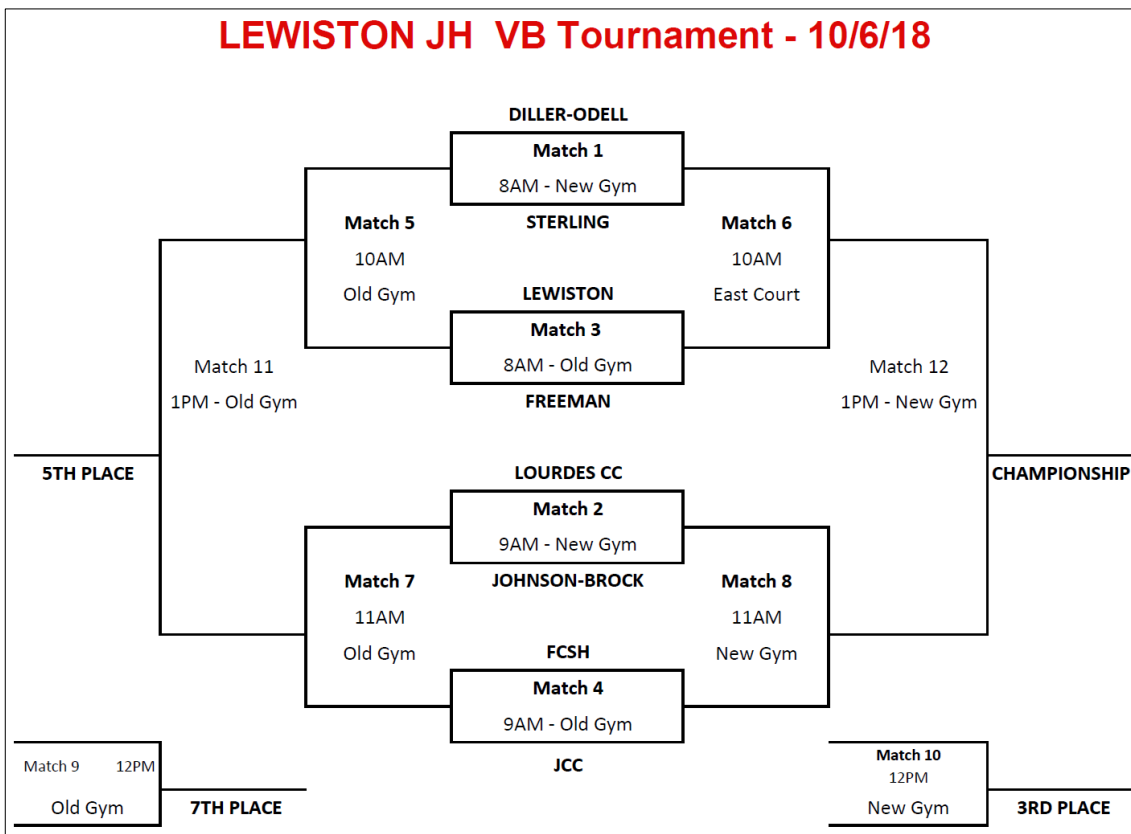 LEWISTON JH VB Tournament - 10/6/18
DILLER-ODELL
Match 1
8AM - New Gym
STERLING
Match 5
10AM
Old Gym
Match 6
10AM
East Court
LEWISTON
Match 3
8AM - Old Gym
FREEMAN
Match 11
1PM - Old Gym
Match 12
1PM - New Gym
5TH PLACE
CHAMPIONSHIP
LOURDES CC
Match 2
9AM - New Gym
JOHNSON-BROCK
Match 7
11AM
Old Gym
Match 8
11AM
New Gym
FCSH
Match 4
9AM - Old Gym
JCC
Match 9 12PM
Old Gym
7TH PLACE
Match 10
12PM
New Gym
3RD PLACE